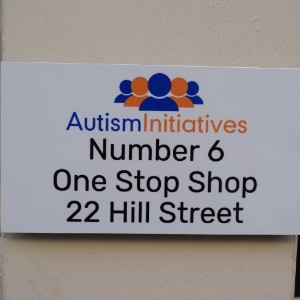 AutismInitiatives
Number 6
One Stop Shop
22 Hill Street